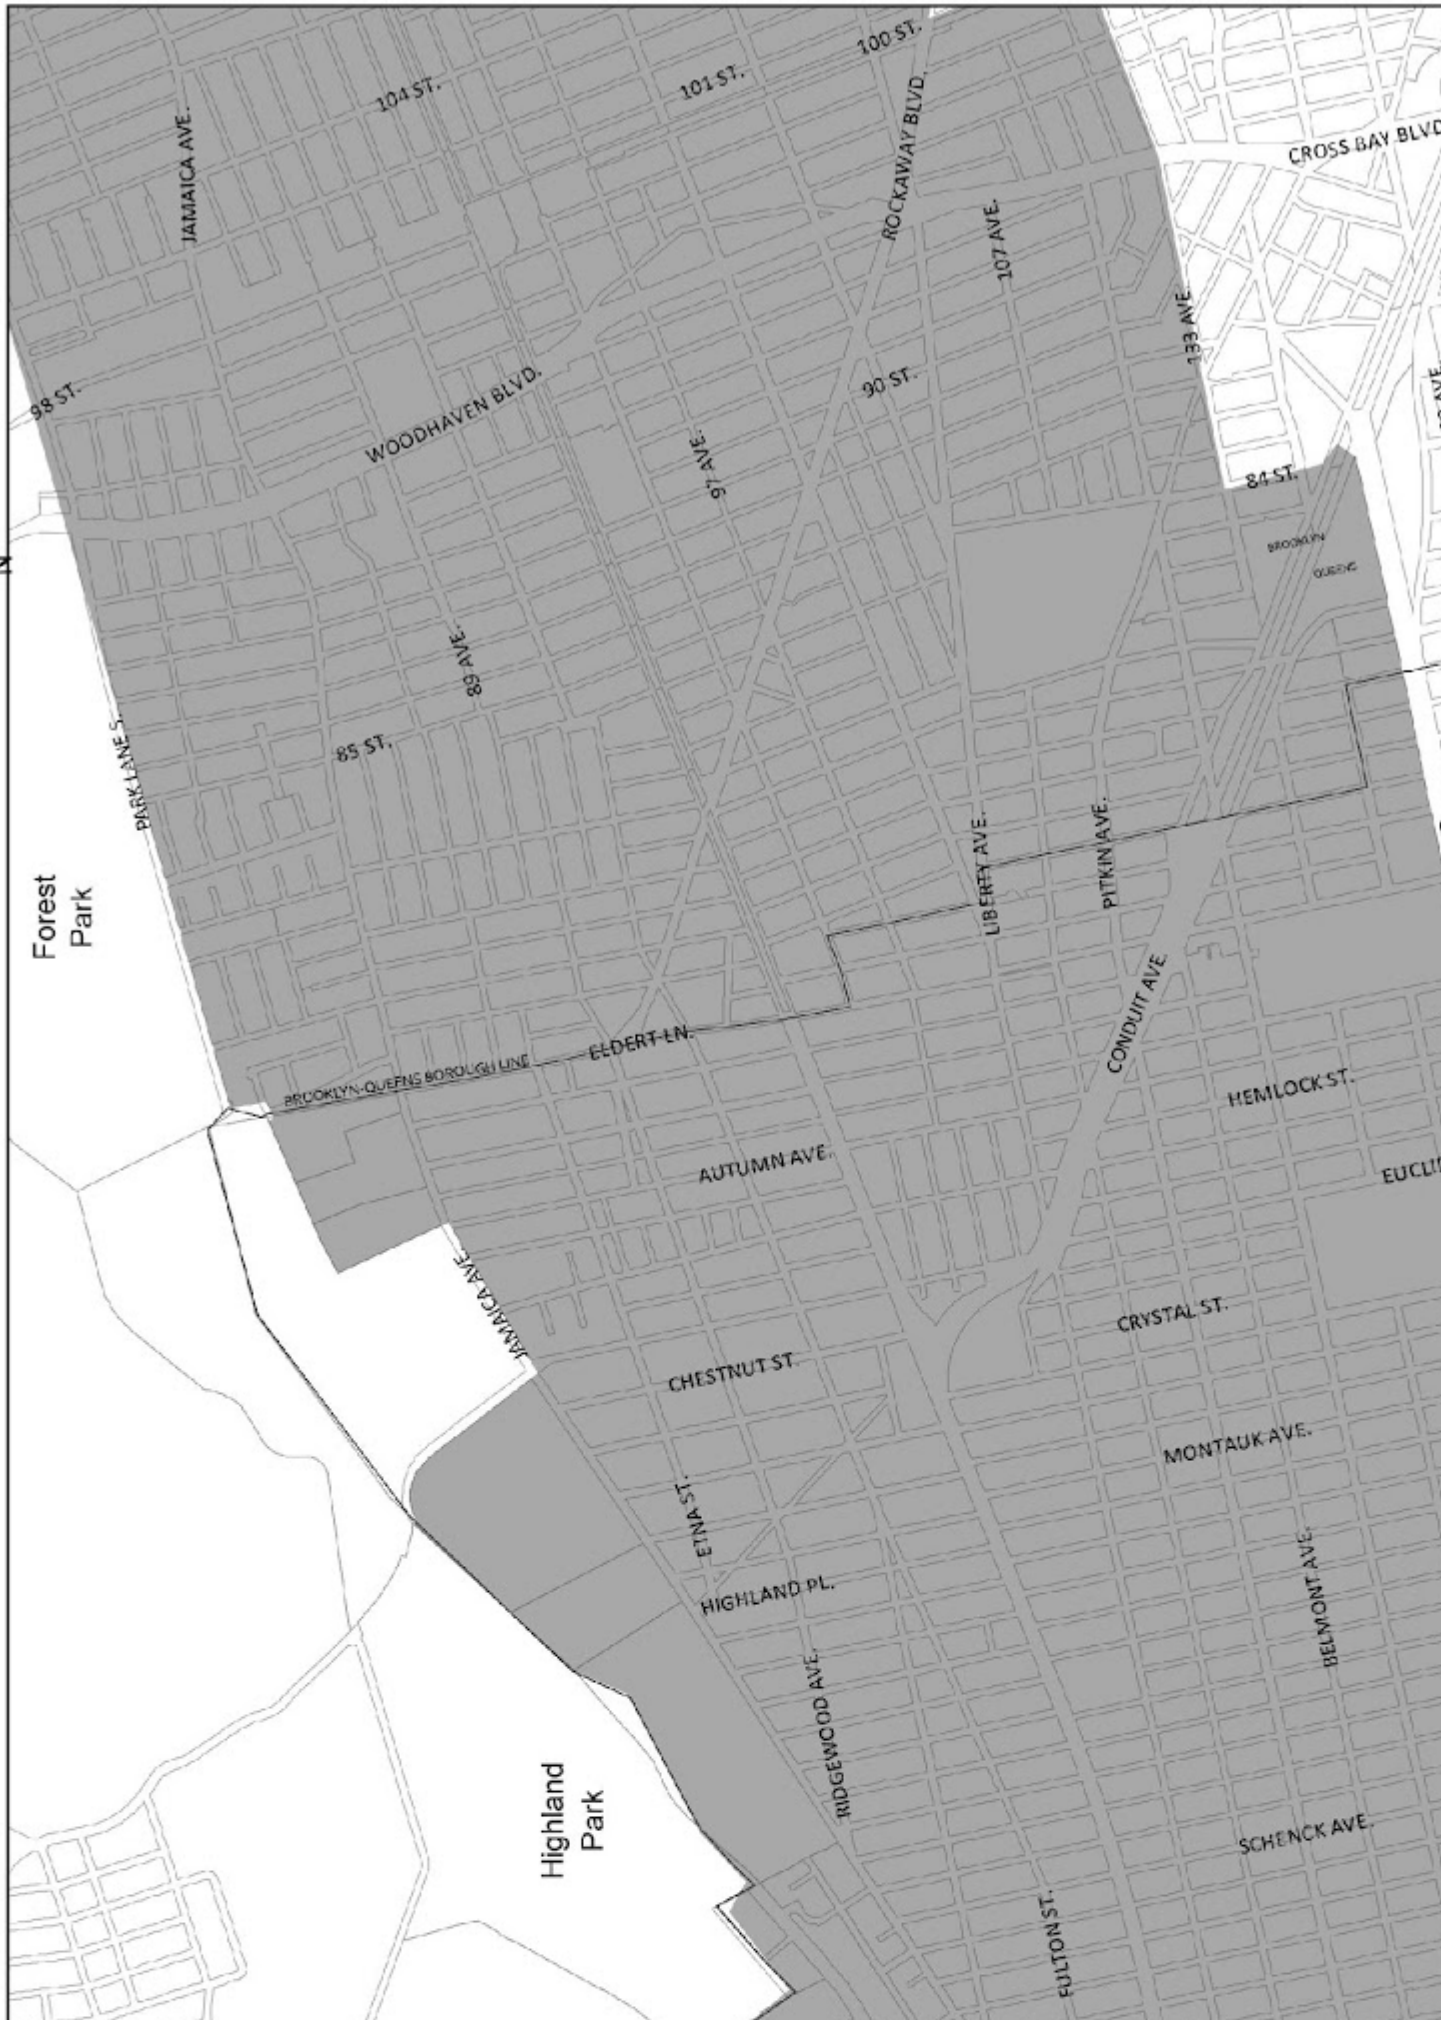 100 ST.
101 ST.
104 ST.
JAMAICA AVE.
ROCKAWAY BLVD.
CROSS BAY BLVD
107 AVE.
133 AVE.
98 ST.
WOODHAVEN BLVD.
90 ST.
97 AVE.
84 ST.
BROOKLYN
QUEENS
N
89 AVE.
PARK LANE S.
85 ST.
LIBERTY AVE.
PITKIN AVE.
Forest
Park
CONDUIT AVE.
ELDERT LN.
BROOKLYN-QUEENS BOROUGH LINE
HEMLOCK ST.
AUTUMN AVE.
EUCLI
JAMAICA AVE.
CRYSTAL ST.
CHESTNUT ST.
MONTAUK AVE.
ETNA ST.
HIGHLAND PL.
BELMONT AVE.
RIDGEWOOD AVE.
Highland
Park
SCHENCK AVE.
FULTON ST.